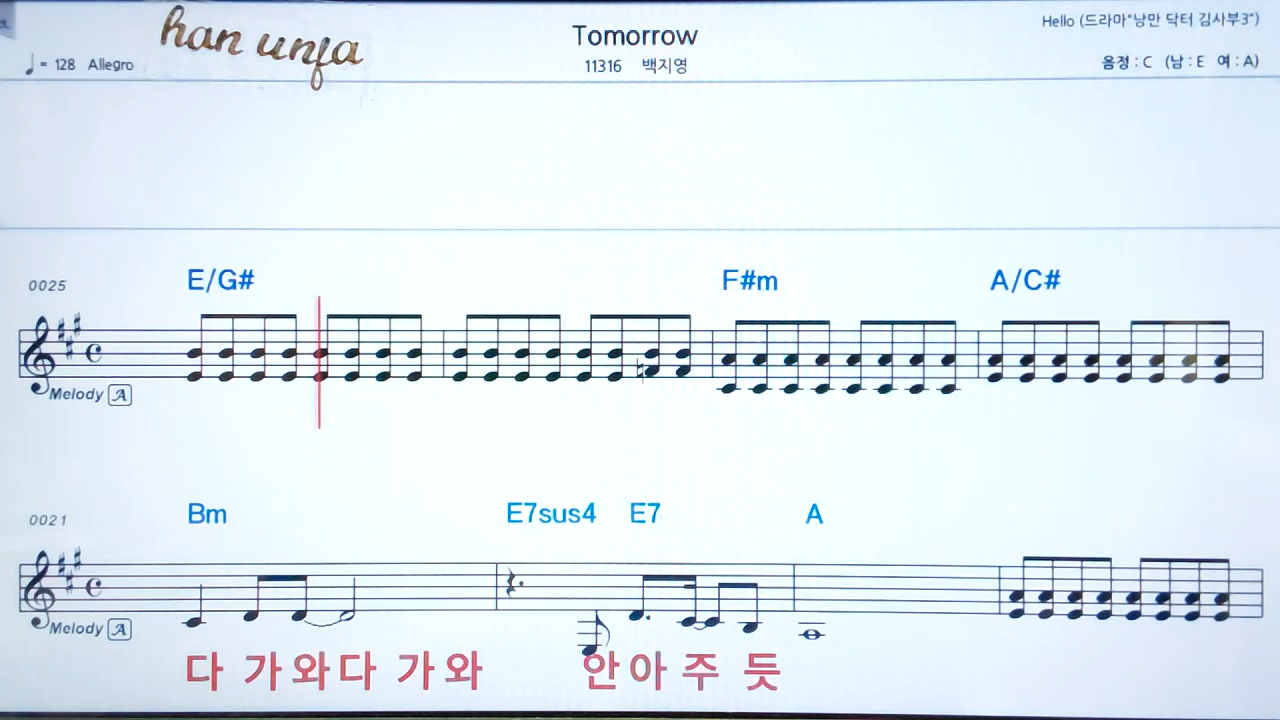 han unfa
Tomorrow
Hello (드라마"낭만 닥터 김사부3")
♩ = 128 Allegro
11316 백지영
음정 : C (남 : E 여 : A)
0025
E/G# F#m A/C#
Melody A
0021
Bm E7sus4 E7 A
Melody A
다 가와다 가와 안아 주 듯